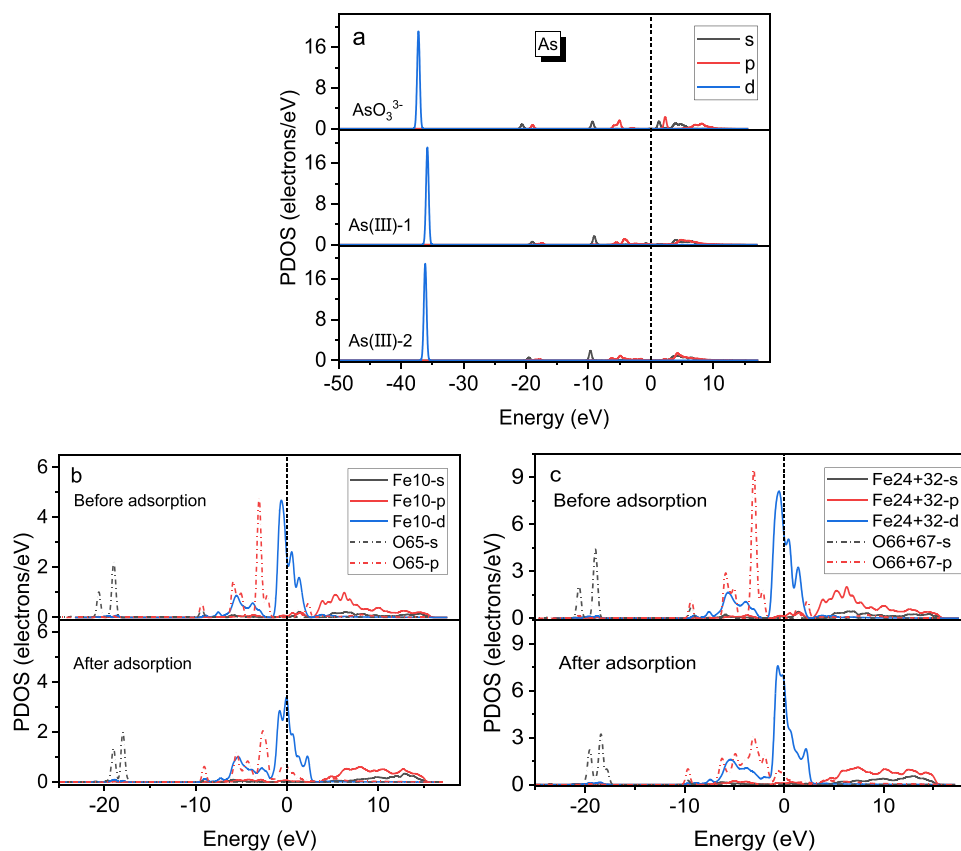 a
As
s
p
d
AsO₃³⁻
As(III)-1
As(III)-2
16
8
0
16
8
0
16
8
0
-50 -40 -30 -20 -10 0 10
PDOS (electrons/eV)
Energy (eV)
b
Before adsorption
Fe10-s
Fe10-p
Fe10-d
O65-s
O65-p
After adsorption
6
4
2
0
6
4
2
0
-20 -10 0 10
PDOS (electrons/eV)
Energy (eV)
c
Before adsorption
Fe24+32-s
Fe24+32-p
Fe24+32-d
O66+67-s
O66+67-p
After adsorption
9
6
3
0
9
6
3
0
-20 -10 0 10
PDOS (electrons/eV)
Energy (eV)